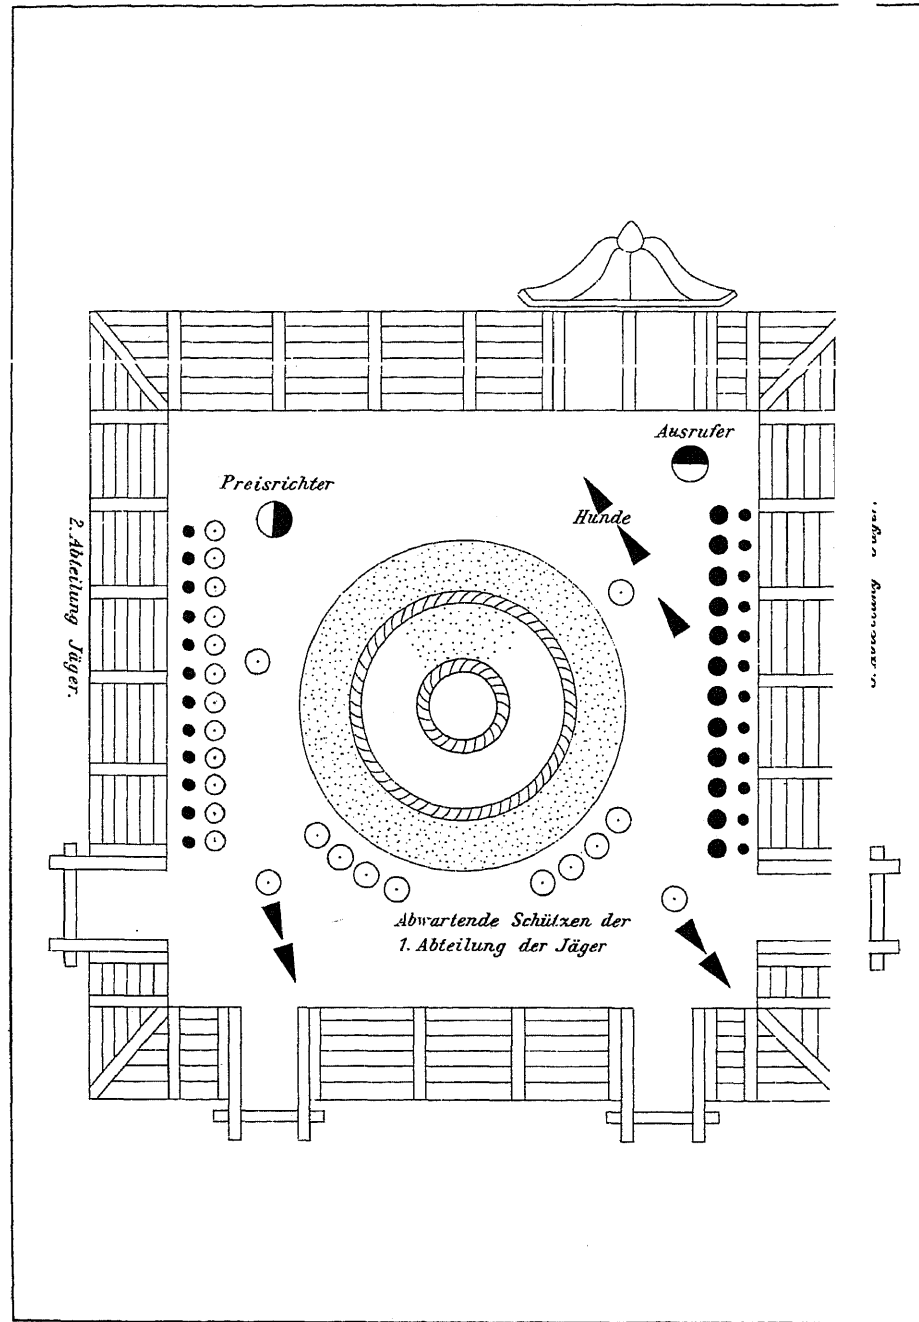 Ausrufer
Preisrichter
Hunde
2. Abteilung Jäger.
Abwartende Schützen der
1. Abteilung der Jäger